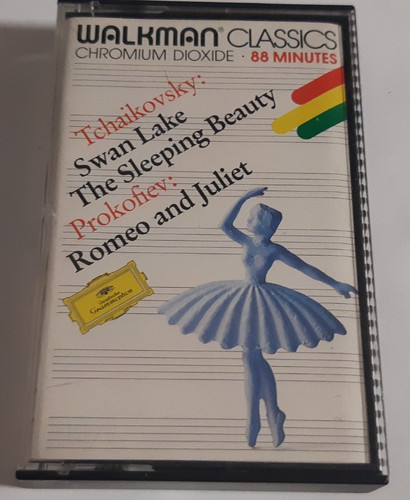 WALKMAN® CLASSICS
CHROMIUM DIOXIDE · 88 MINUTES
Tchaikovsky:
Swan Lake
The Sleeping Beauty
Prokofiev:
Romeo and Juliet
Deutsche
Grammophon